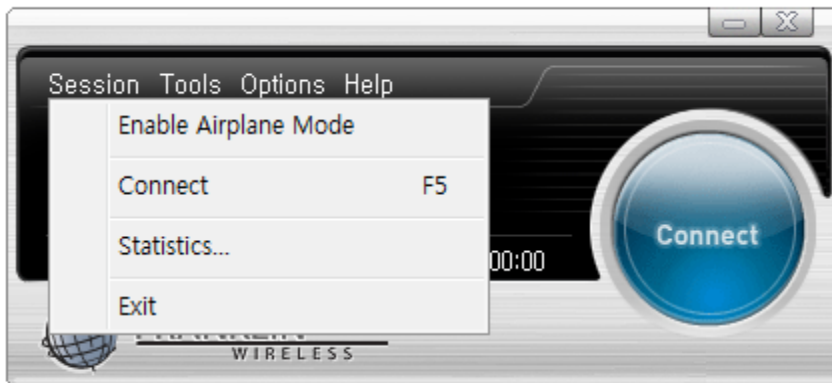 Session Tools Options Help
Enable Airplane Mode
Connect F5
Statistics...
Exit
00:00
Connect
WIRELESS